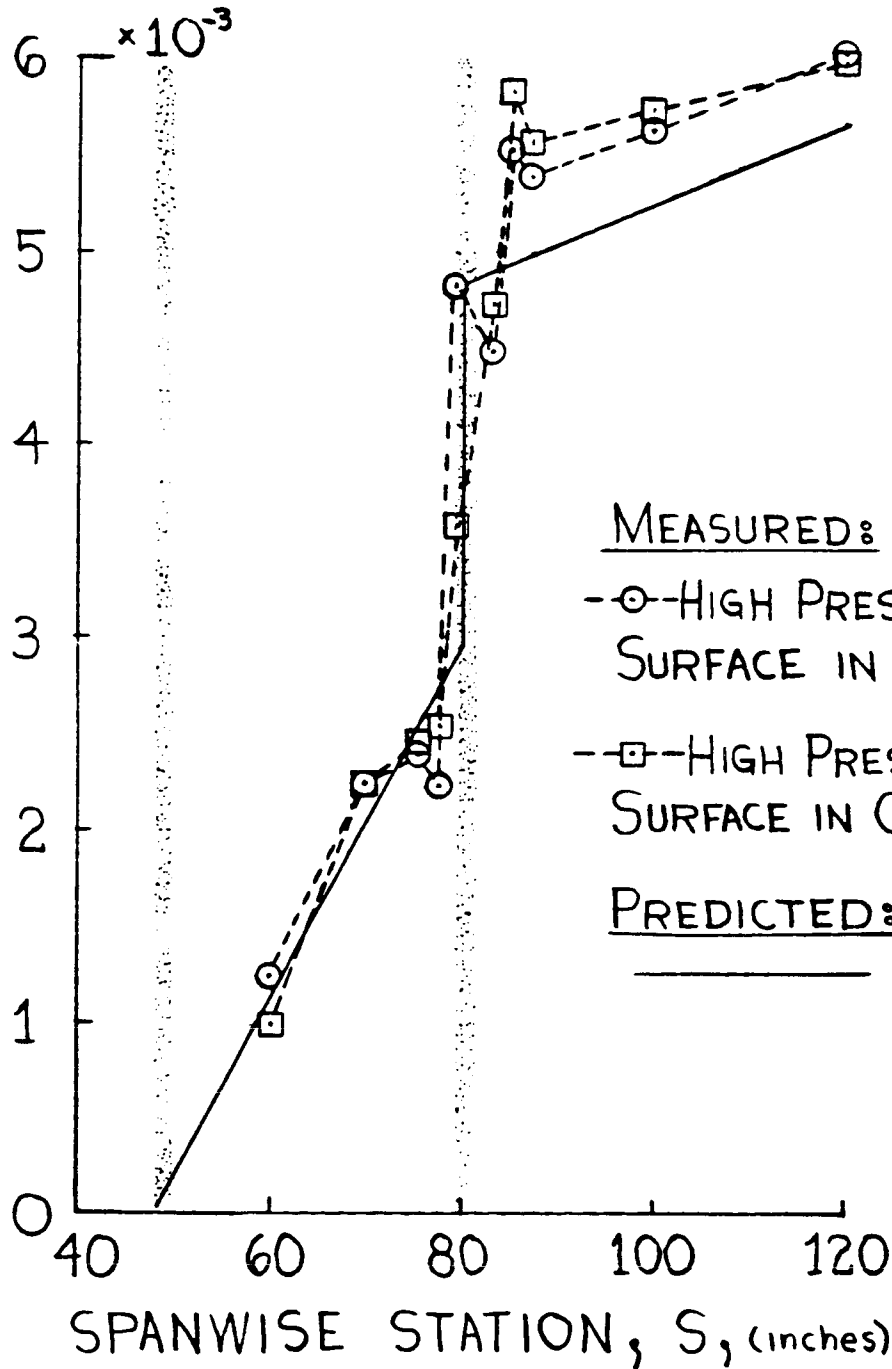 ×10⁻³
6
5
4
3
2
1
0
40 60 80 100 120
SPANWISE STATION, S, (inches)
MEASURED:
HIGH PRES
SURFACE IN
HIGH PRES
SURFACE IN
PREDICTED: